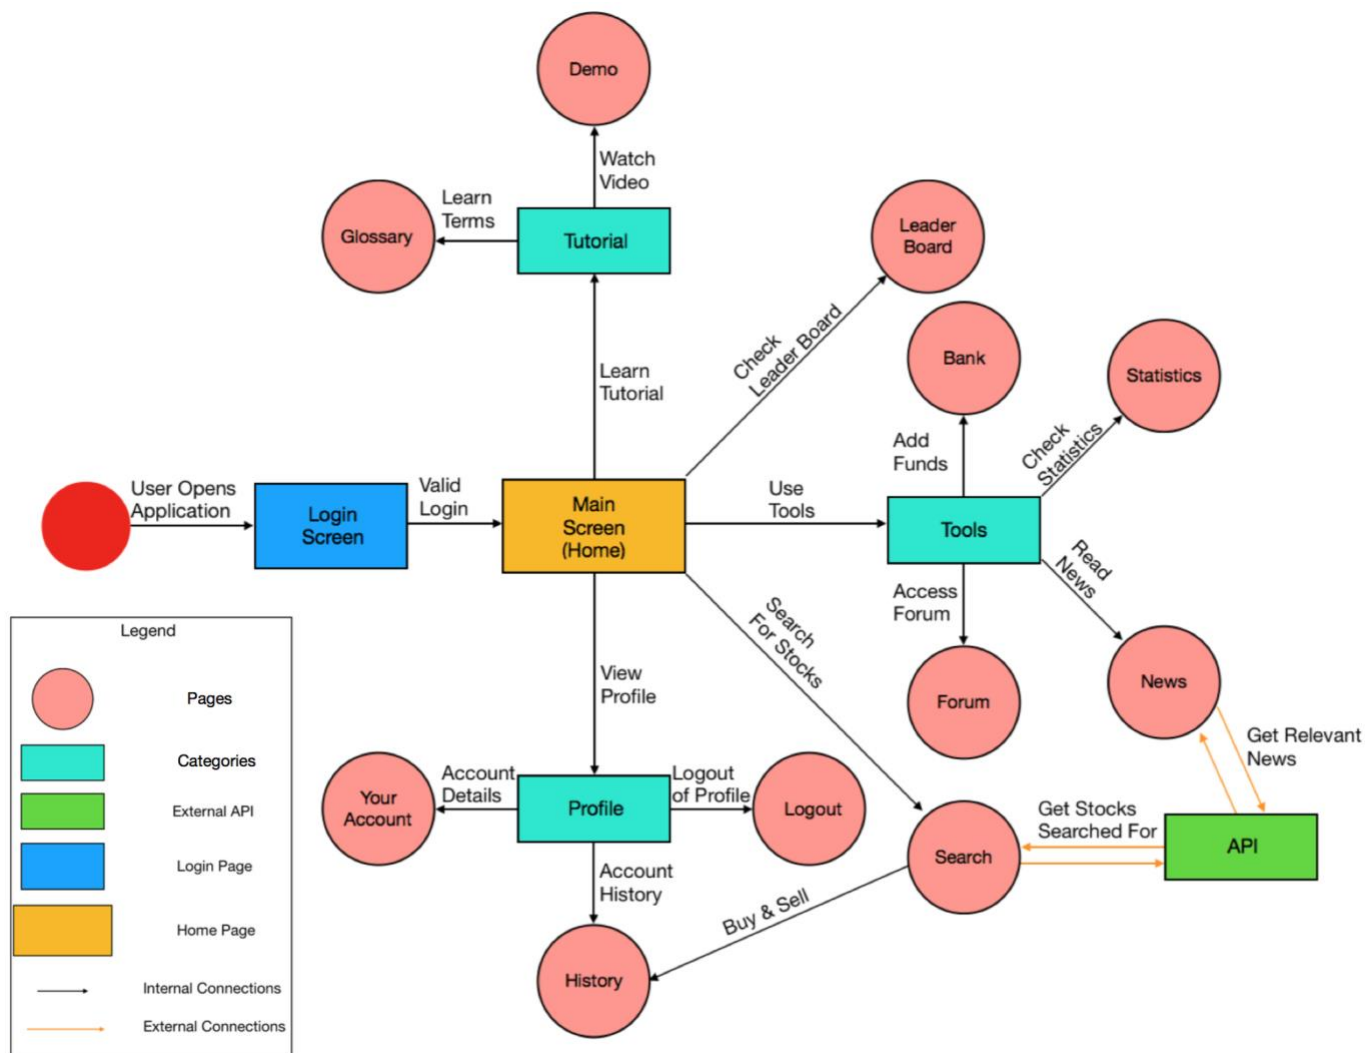 Demo
Watch
Video
Learn
Terms
Glossary
Tutorial
Leader
Board
Check
Leader Board
Bank
Statistics
Learn
Tutorial
Add
Funds
Check
Statistics
User Opens
Application
Valid
Login
Login
Screen
Main
Screen
(Home)
Use
Tools
Tools
Read
News
Access
Forum
Search
For Stocks
Forum
News
Get Relevant
News
View
Profile
Your
Account
Account
Details
Profile
Logout
of Profile
Logout
Get Stocks
Searched For
Search
API
Account
History
Buy & Sell
History
Legend
Pages
Categories
External API
Login Page
Home Page
Internal Connections
External Connections